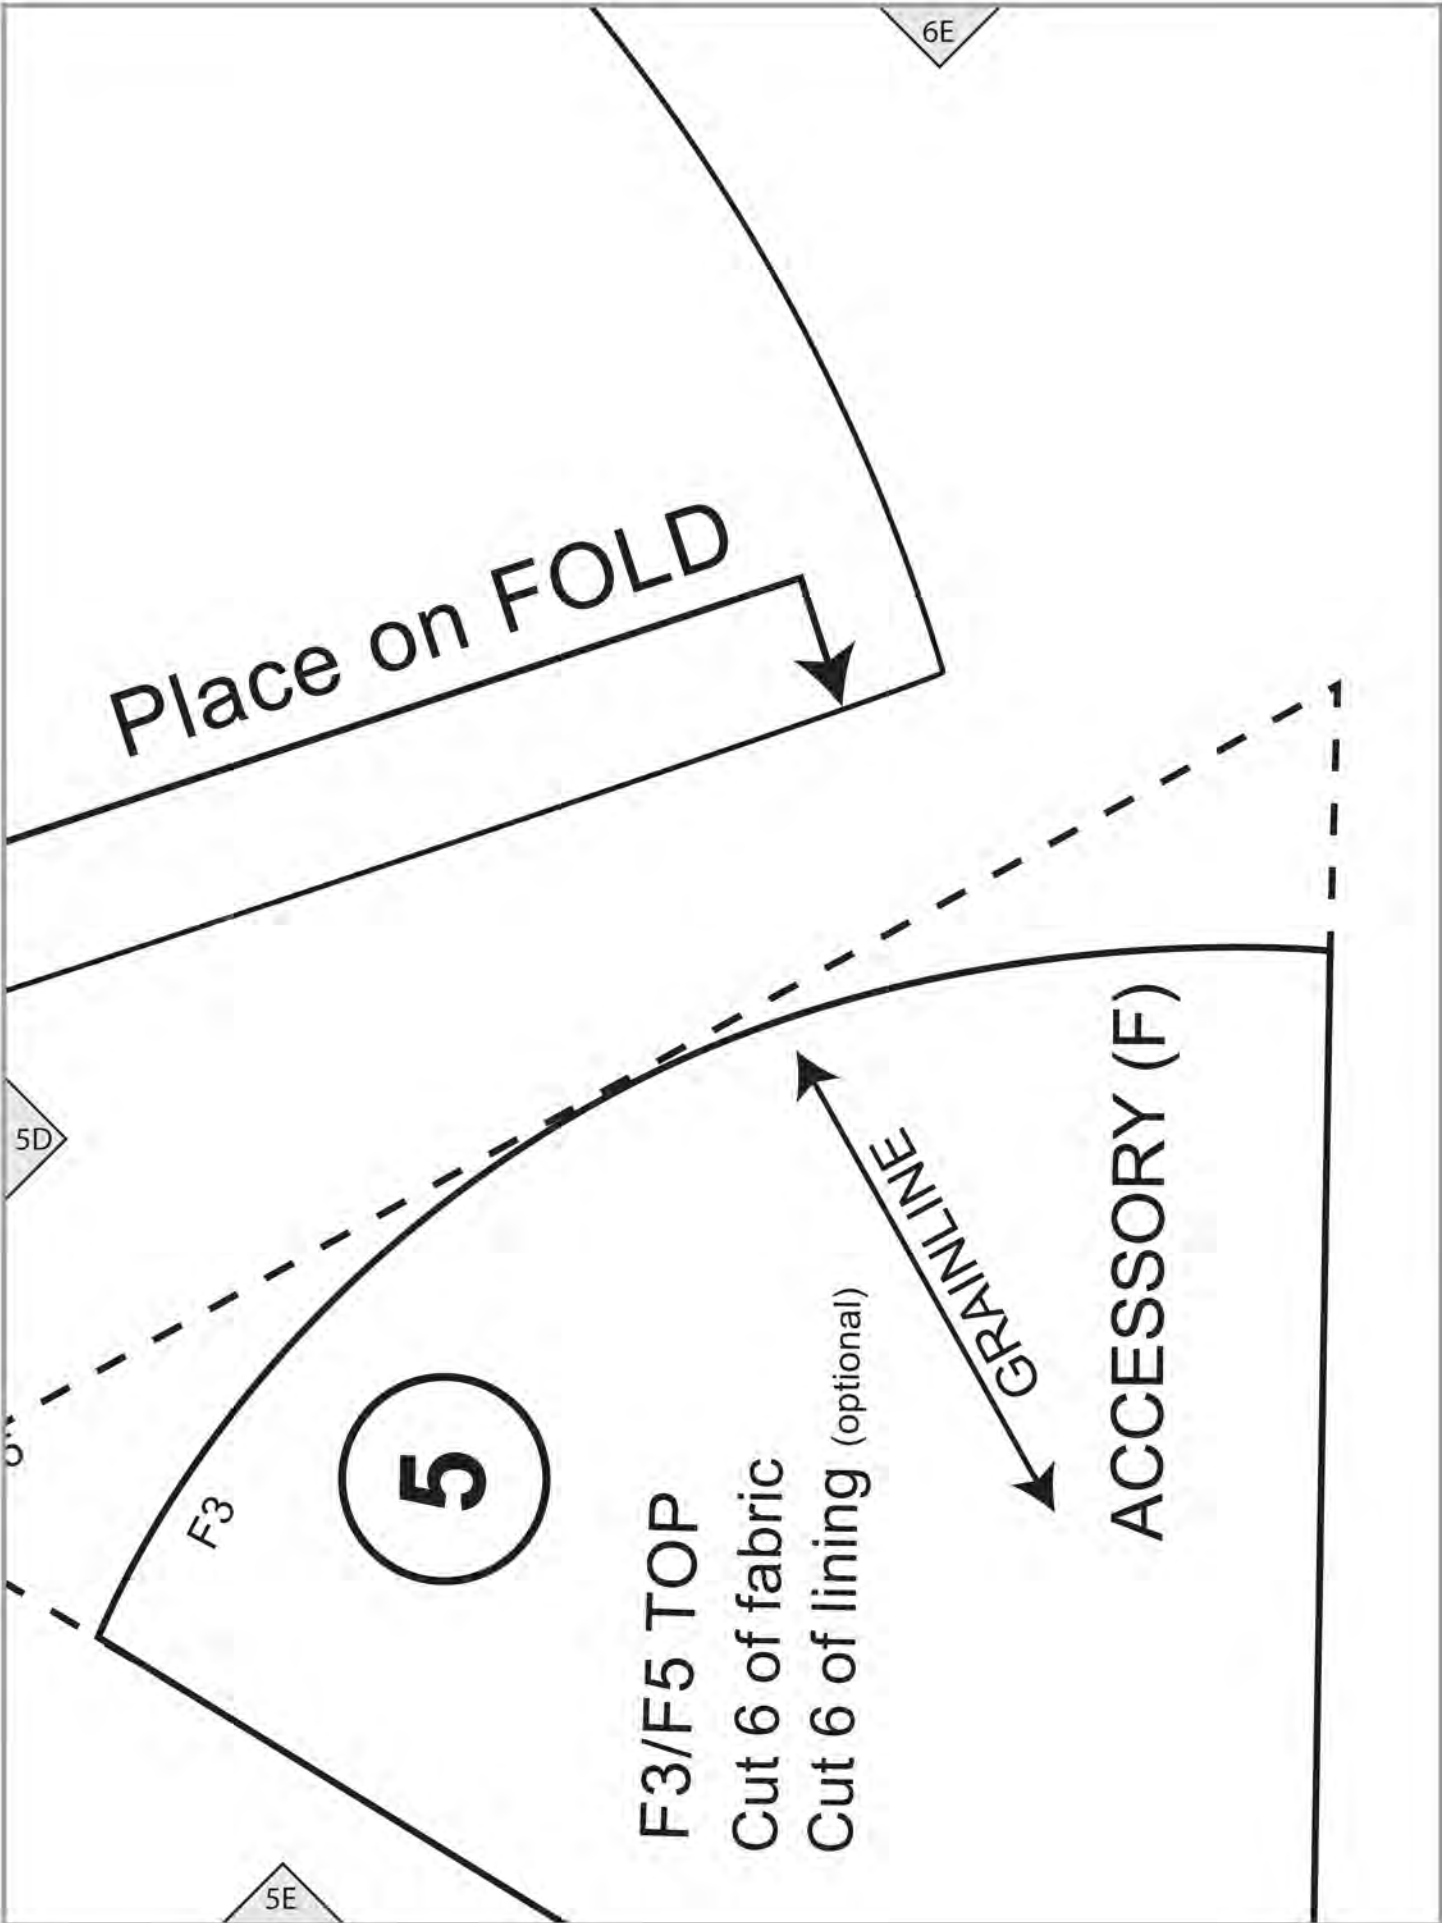 6E
Place on FOLD
5D
F3
5
F3/F5 TOP
Cut 6 of fabric
Cut 6 of lining (optional)
GRAINLINE
ACCESSORY (F)
5E